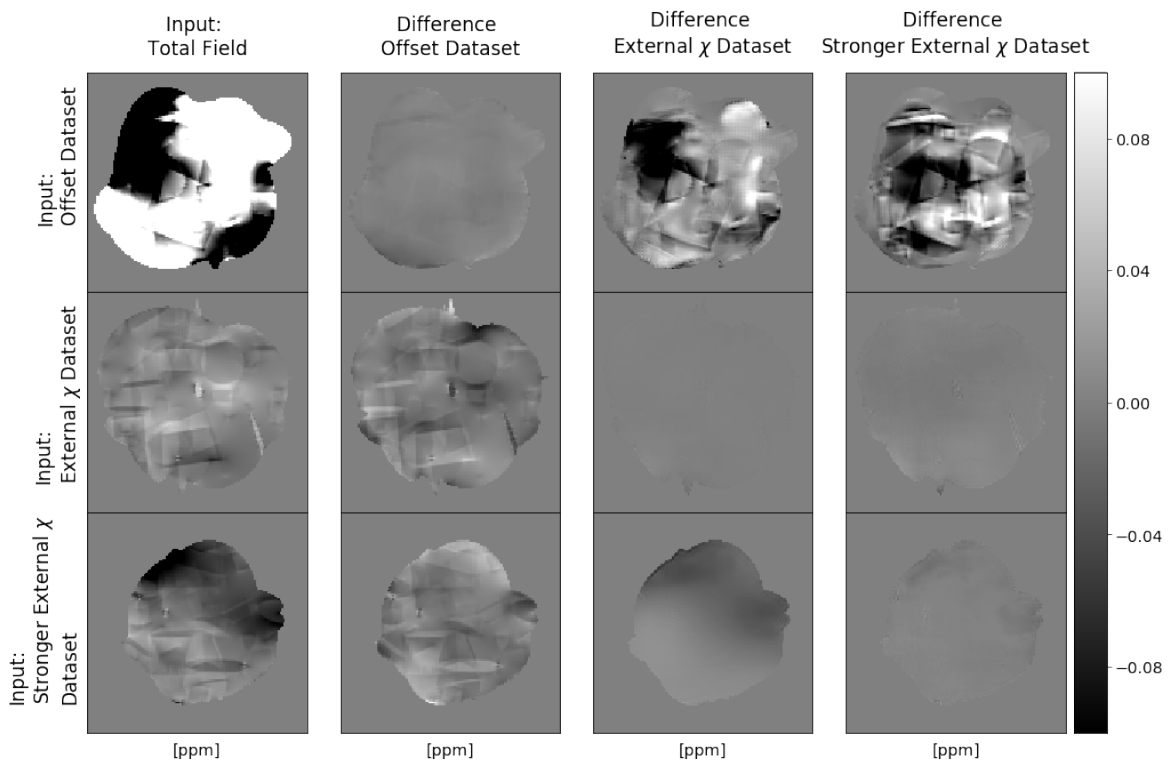 Input:
Total Field
Difference
Offset Dataset
Difference
External χ Dataset
Difference
Stronger External χ Dataset
Input:
Offset Dataset
Input:
External χ Dataset
Input:
Stronger External χ
Dataset
0.08
0.04
0.00
−0.04
−0.08
[ppm]
[ppm]
[ppm]
[ppm]